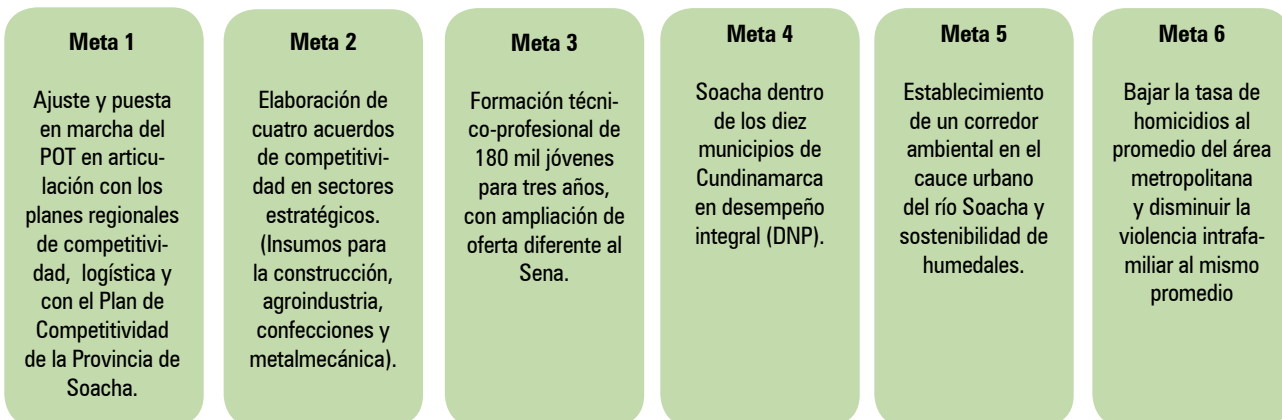 Meta 1
Ajuste y puesta
en marcha del
POT en articu-
lación con los
planes regionales
de competitivi-
dad, logística y
con el Plan de
Competitividad
de la Provincia de
Soacha.
Meta 2
Elaboración de
cuatro acuerdos
de competitivi-
dad en sectores
estratégicos.
(Insumos para
la construcción,
agroindustria,
confecciones y
metalmecánica).
Meta 3
Formación técni-
co-profesional de
180 mil jóvenes
para tres años,
con ampliación de
oferta diferente al
Sena.
Meta 4
Soacha dentro
de los diez
municipios de
Cundinamarca
en desempeño
integral (DNP).
Meta 5
Establecimiento
de un corredor
ambiental en el
cauce urbano
del río Soacha y
sostenibilidad de
humedales.
Meta 6
Bajar la tasa de
homicidios al
promedio del área
metropolitana
y disminuir la
violencia intrafa-
miliar al mismo
promedio